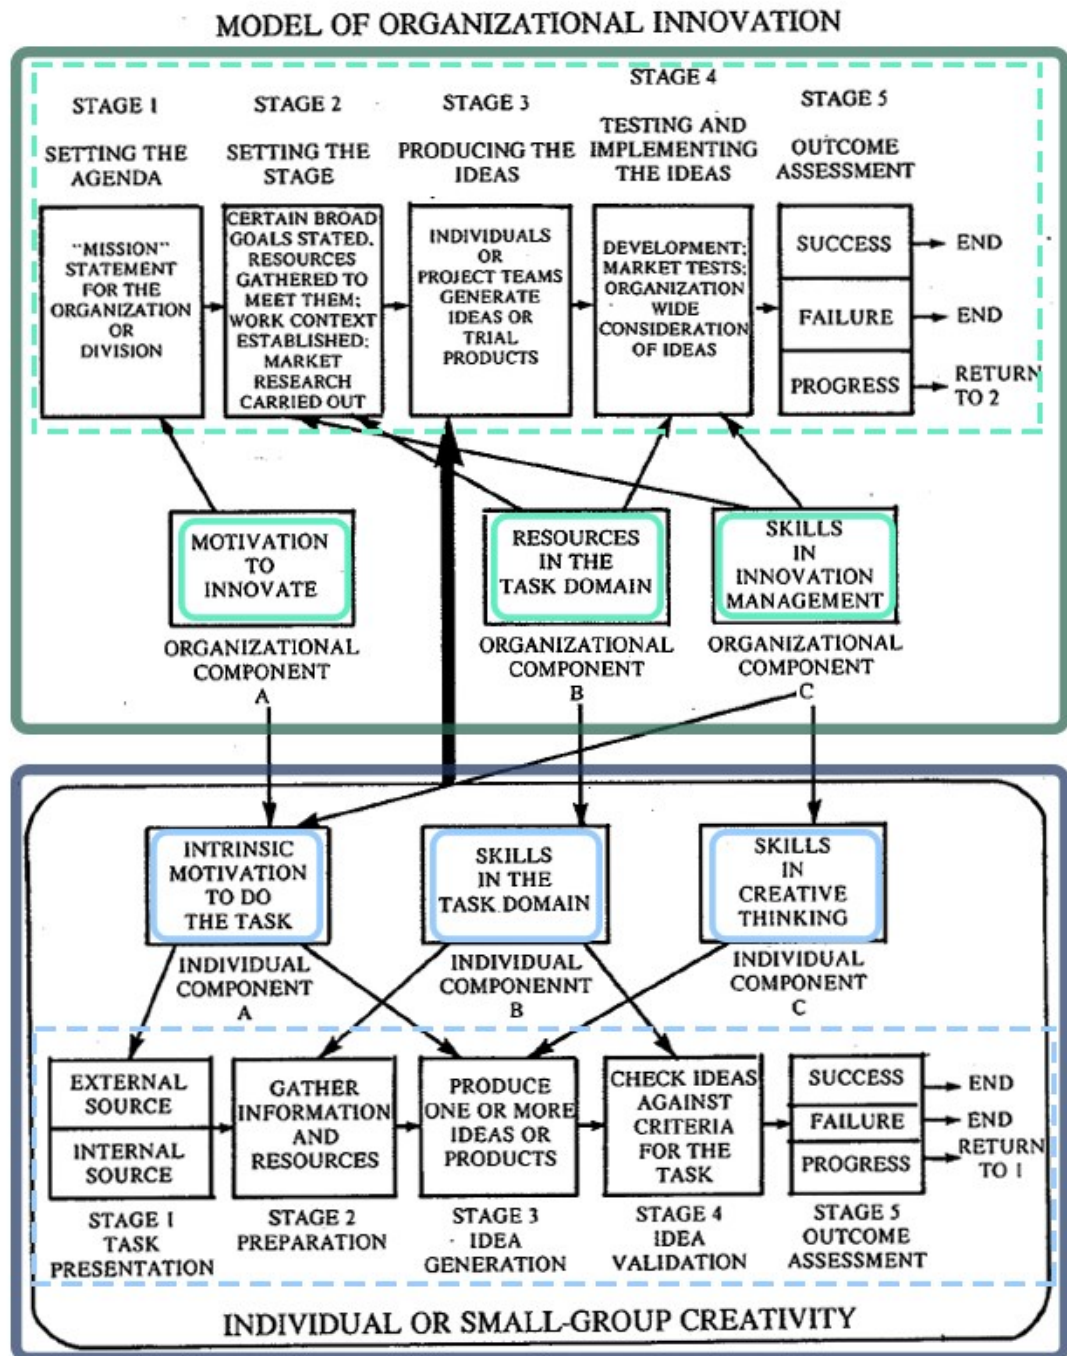 MODEL OF ORGANIZATIONAL INNOVATION
STAGE 1
SETTING THE
AGENDA
STAGE 2
SETTING THE
STAGE
STAGE 3
PRODUCING THE
IDEAS
STAGE 4
TESTING AND
IMPLEMENTING
THE IDEAS
STAGE 5
OUTCOME
ASSESSMENT
“MISSION”
STATEMENT
FOR THE
ORGANIZATION
OR
DIVISION
CERTAIN BROAD
GOALS STATED.
RESOURCES
GATHERED TO
MEET THEM;
WORK CONTEXT
ESTABLISHED;
MARKET
RESEARCH
CARRIED OUT
INDIVIDUALS
OR
PROJECT TEAMS
GENERATE
IDEAS OR
TRIAL
PRODUCTS
DEVELOPMENT;
MARKET TESTS;
ORGANIZATION
WIDE
CONSIDERATION
OF IDEAS
SUCCESS
END
FAILURE
END
PROGRESS
RETURN
TO 2
MOTIVATION
TO
INNOVATE
ORGANIZATIONAL
COMPONENT
A
RESOURCES
IN THE
TASK DOMAIN
ORGANIZATIONAL
COMPONENT
B
SKILLS
IN
INNOVATION
MANAGEMENT
ORGANIZATIONAL
COMPONENT
C
INTRINSIC
MOTIVATION
TO DO
THE TASK
INDIVIDUAL
COMPONENT
A
SKILLS
IN THE
TASK DOMAIN
INDIVIDUAL
COMPONENNT
B
SKILLS
IN
CREATIVE
THINKING
INDIVIDUAL
COMPONENT
C
EXTERNAL
SOURCE
INTERNAL
SOURCE
STAGE 1
TASK
PRESENTATION
GATHER
INFORMATION
AND
RESOURCES
STAGE 2
PREPARATION
PRODUCE
ONE OR MORE
IDEAS OR
PRODUCTS
STAGE 3
IDEA
GENERATION
CHECK IDEAS
AGAINST
CRITERIA
FOR THE
TASK
STAGE 4
IDEA
VALIDATION
SUCCESS
END
FAILURE
END
PROGRESS
RETURN
TO 1
STAGE 5
OUTCOME
ASSESSMENT
INDIVIDUAL OR SMALL-GROUP CREATIVITY